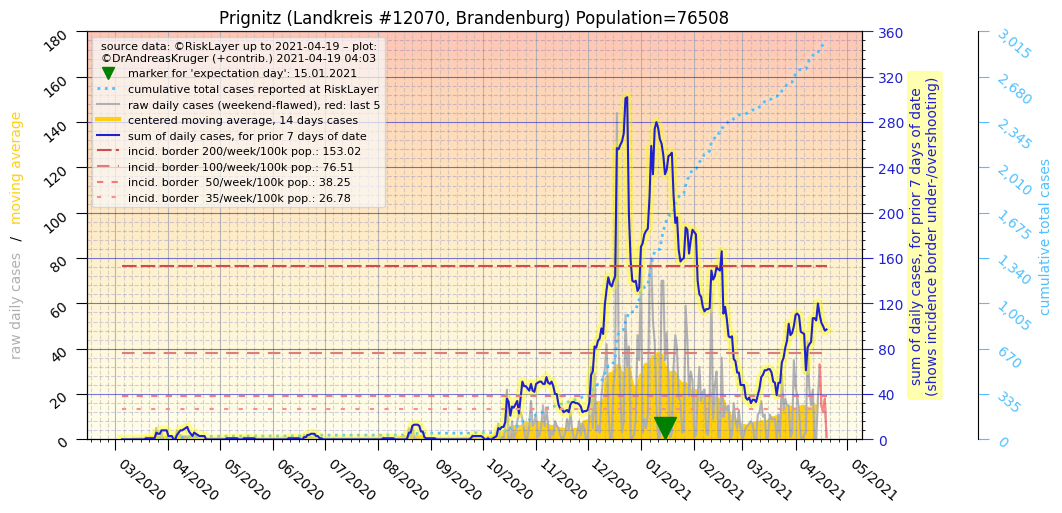 Prignitz (Landkreis #12070, Brandenburg) Population=76508
source data: ©RiskLayer up to 2021-04-19 – plot:
©DrAndreasKruger (+contrib.) 2021-04-19 04:03
marker for 'expectation day': 15.01.2021
cumulative total cases reported at RiskLayer
raw daily cases (weekend-flawed), red: last 5
centered moving average, 14 days cases
sum of daily cases, for prior 7 days of date
incid. border 200/week/100k pop.: 153.02
incid. border 100/week/100k pop.: 76.51
incid. border  50/week/100k pop.: 38.25
incid. border  35/week/100k pop.: 26.78
raw daily cases / moving average
180
160
140
120
100
80
60
40
20
0
03/2020
04/2020
05/2020
06/2020
07/2020
08/2020
09/2020
10/2020
11/2020
12/2020
01/2021
02/2021
03/2021
04/2021
05/2021
360
320
280
240
200
160
120
80
40
0
sum of daily cases, for prior 7 days of date
(shows incidence border under-/overshooting)
3,015
2,680
2,345
2,010
1,675
1,340
1,005
670
335
0
cumulative total cases